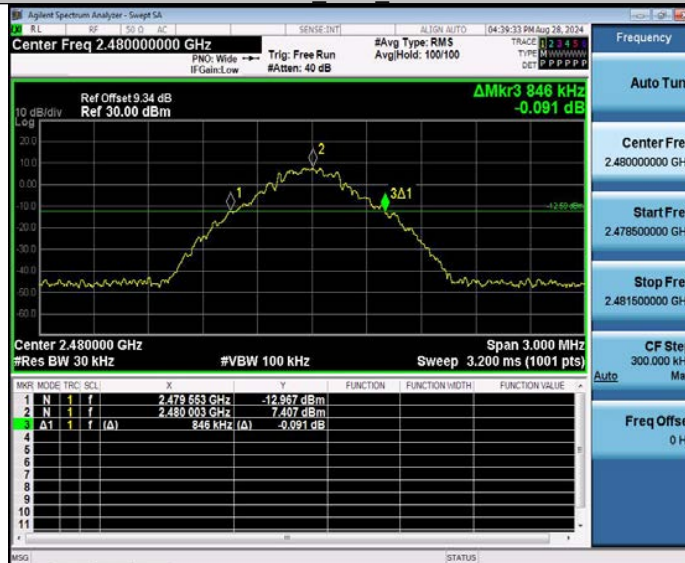 Agilent Spectrum Analyzer - Swept SA
RL RF 50 Ω AC SENSE:INT ALIGN AUTO 04:39:33 PM Aug 28, 2024
Center Freq 2.480000000 GHz
PNO: Wide
IFGain:Low
Trig: Free Run
#Atten: 40 dB
#Avg Type: RMS
Avg|Hold: 100/100
TRACE 1 2 3 4 5 6
TYPE M W W W W W
DET P P P P P P
Ref Offset 9.34 dB
Ref 30.00 dBm
10 dB/div
Log
ΔMkr3 846 kHz
-0.091 dB
20.0
10.0
0.00
-10.0
-20.0
-30.0
-40.0
-50.0
-60.0
1
2
3Δ1
Center 2.480000 GHz
#Res BW 30 kHz
#VBW 100 kHz
Span 3.000 MHz
Sweep 3.200 ms (1001 pts)
MKR MODE TRC SCL X Y FUNCTION FUNCTION WIDTH FUNCTION VALUE
1 N 1 f 2.479 553 GHz -12.967 dBm
2 N 1 f 2.480 003 GHz 7.407 dBm
3 Δ1 1 f (Δ) 846 kHz (Δ) -0.091 dB
4
5
6
7
8
9
10
11
MSG STATUS
Frequency
Auto Tun
Center Fre
2.480000000 GH
Start Fre
2.478500000 GH
Stop Fre
2.481500000 GH
CF Ste
300.000 kH
Auto Ma
Freq Offse
0 H